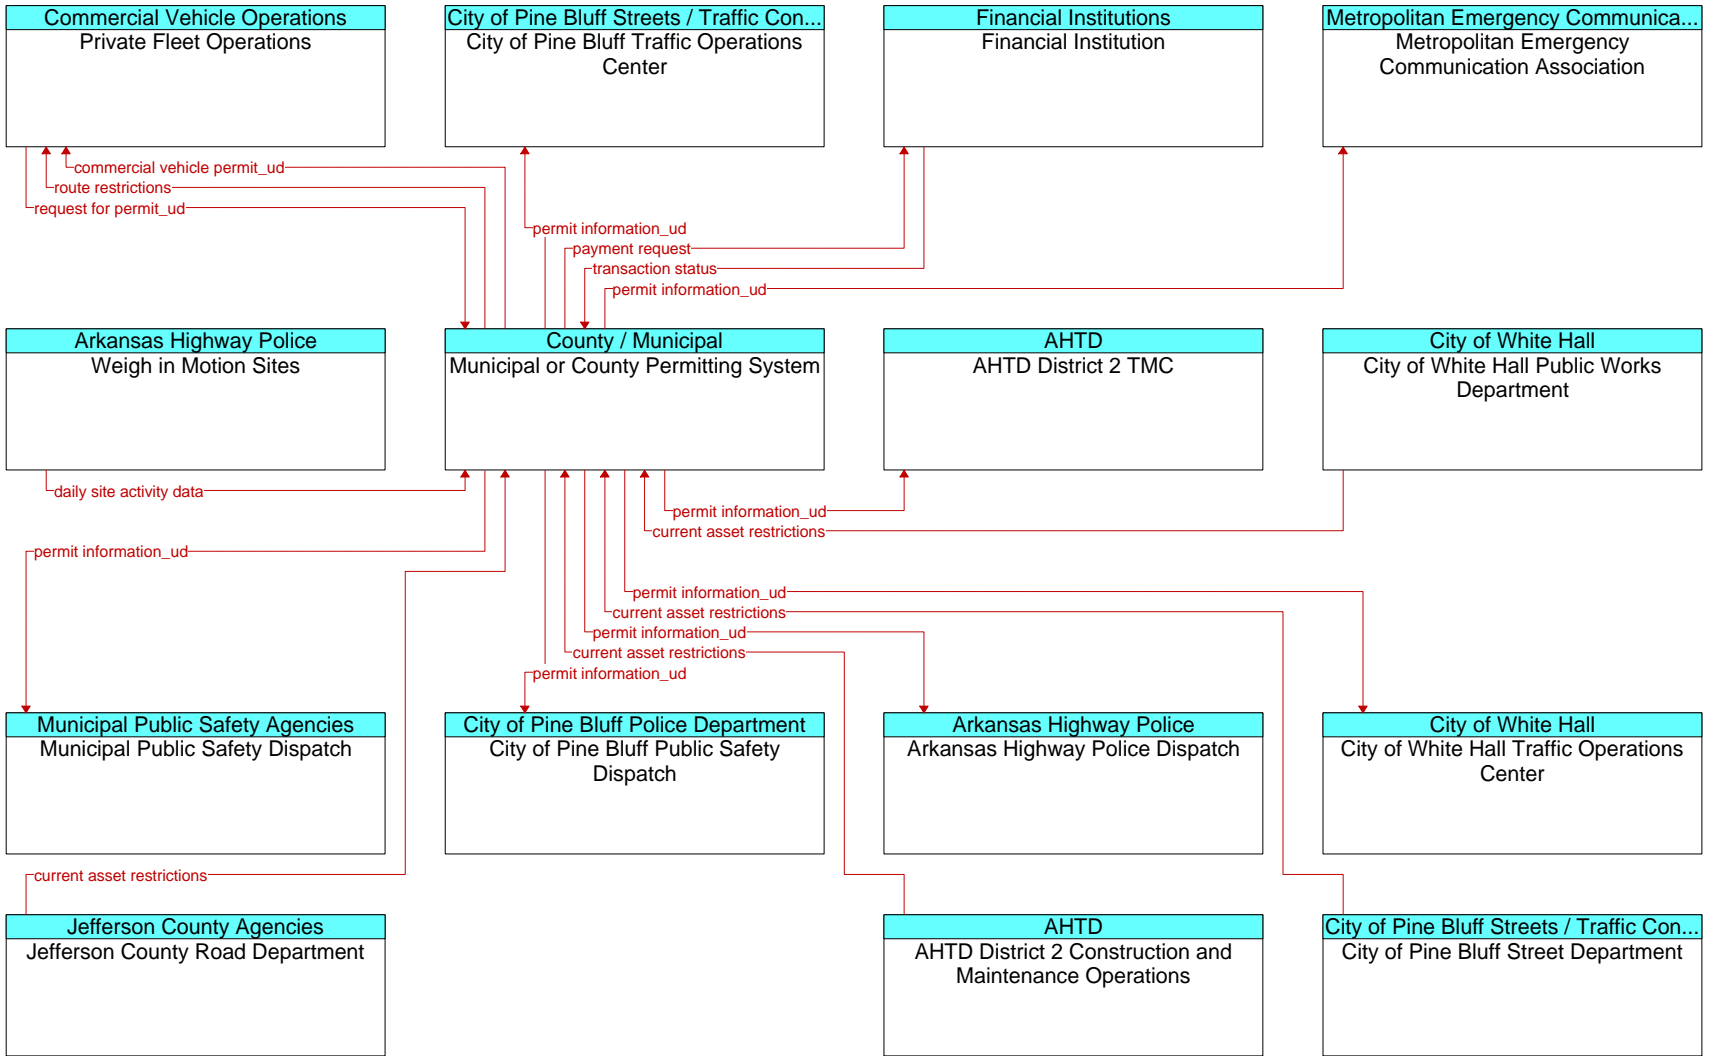 Commercial Vehicle Operations
Private Fleet Operations
City of Pine Bluff Streets / Traffic Con...
City of Pine Bluff Traffic Operations
Center
Financial Institutions
Financial Institution
Metropolitan Emergency Communica...
Metropolitan Emergency
Communication Association
commercial vehicle permit_ud
route restrictions
request for permit_ud
permit information_ud
payment request
transaction status
permit information_ud
Arkansas Highway Police
Weigh in Motion Sites
County / Municipal
Municipal or County Permitting System
AHTD
AHTD District 2 TMC
City of White Hall
City of White Hall Public Works
Department
daily site activity data
permit information_ud
current asset restrictions
permit information_ud
permit information_ud
current asset restrictions
permit information_ud
current asset restrictions
permit information_ud
Municipal Public Safety Agencies
Municipal Public Safety Dispatch
City of Pine Bluff Police Department
City of Pine Bluff Public Safety
Dispatch
Arkansas Highway Police
Arkansas Highway Police Dispatch
City of White Hall
City of White Hall Traffic Operations
Center
current asset restrictions
Jefferson County Agencies
Jefferson County Road Department
AHTD
AHTD District 2 Construction and
Maintenance Operations
City of Pine Bluff Streets / Traffic Con...
City of Pine Bluff Street Department